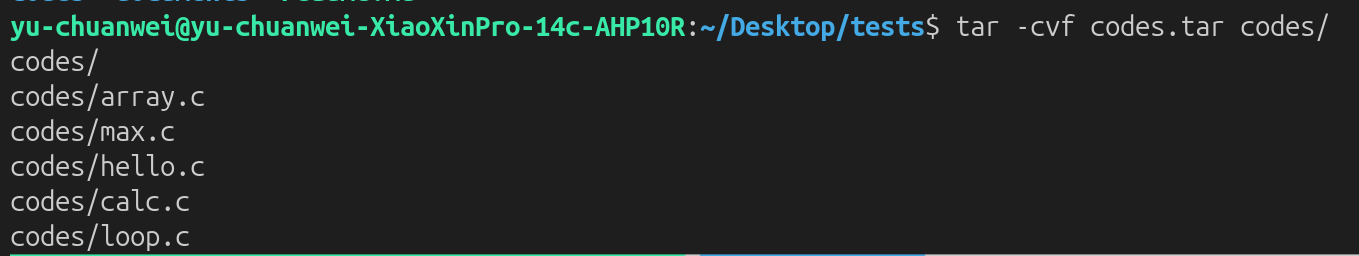 yu-chuanwei@yu-chuanwei-XiaoXinPro-14c-AHP10R:~/Desktop/tests$ tar -cvf codes.tar codes/
codes/
codes/array.c
codes/max.c
codes/hello.c
codes/calc.c
codes/loop.c